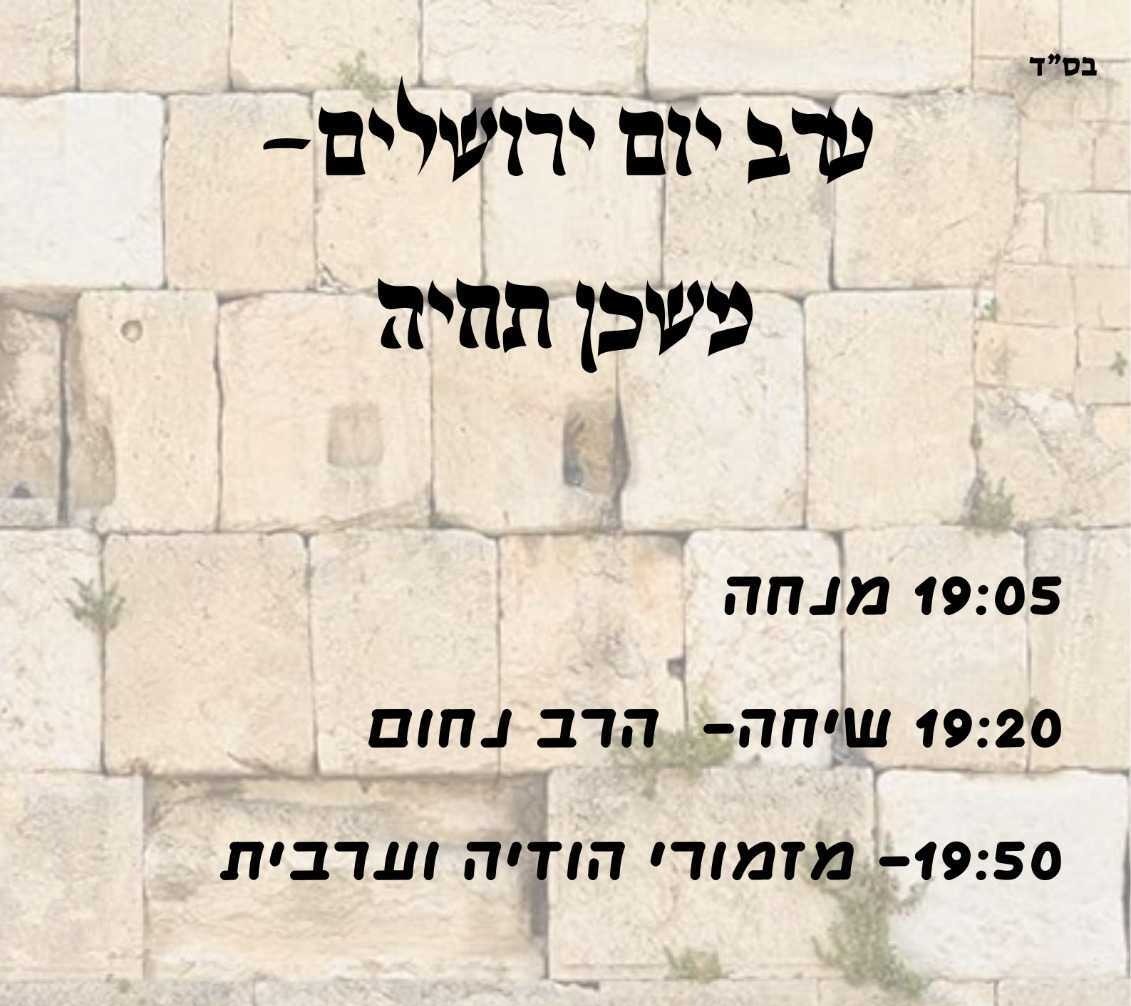 בס"ד
ערב יום ירושלים-
משכן תחיה
19:05 מנחה
19:20 שיחה- הרב נחום
19:50- מזמורי הודיה וערבית